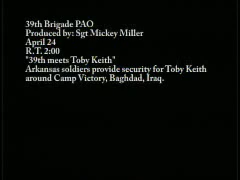 39th Brigade PAO
Produced by: Sgt Mickey Miller
April 24
R.T. 2:00
"39th meets Toby Keith"
Arkansas soldiers provide security for Toby Keith
around Camp Victory, Baghdad, Iraq.